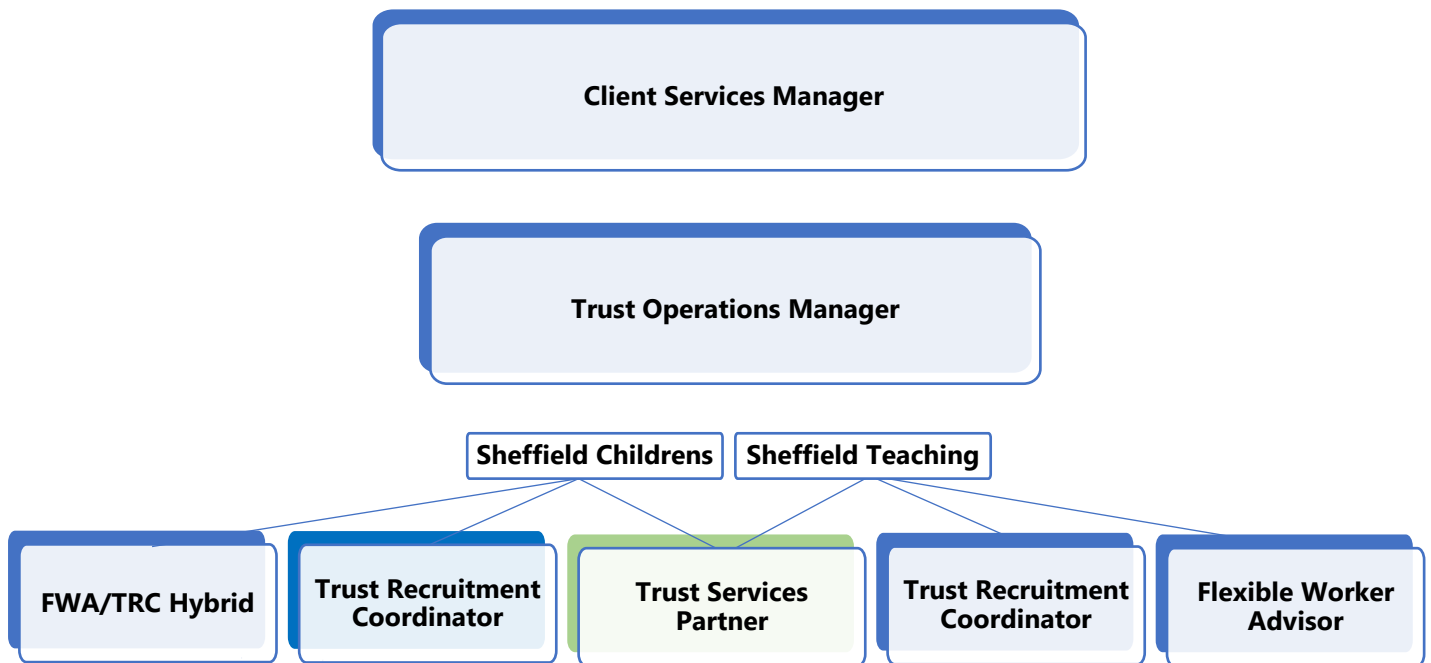 Client Services Manager
Trust Operations Manager
Sheffield Childrens
Sheffield Teaching
FWA/TRC Hybrid
Trust Recruitment
Coordinator
Trust Services
Partner
Trust Recruitment
Coordinator
Flexible Worker
Advisor